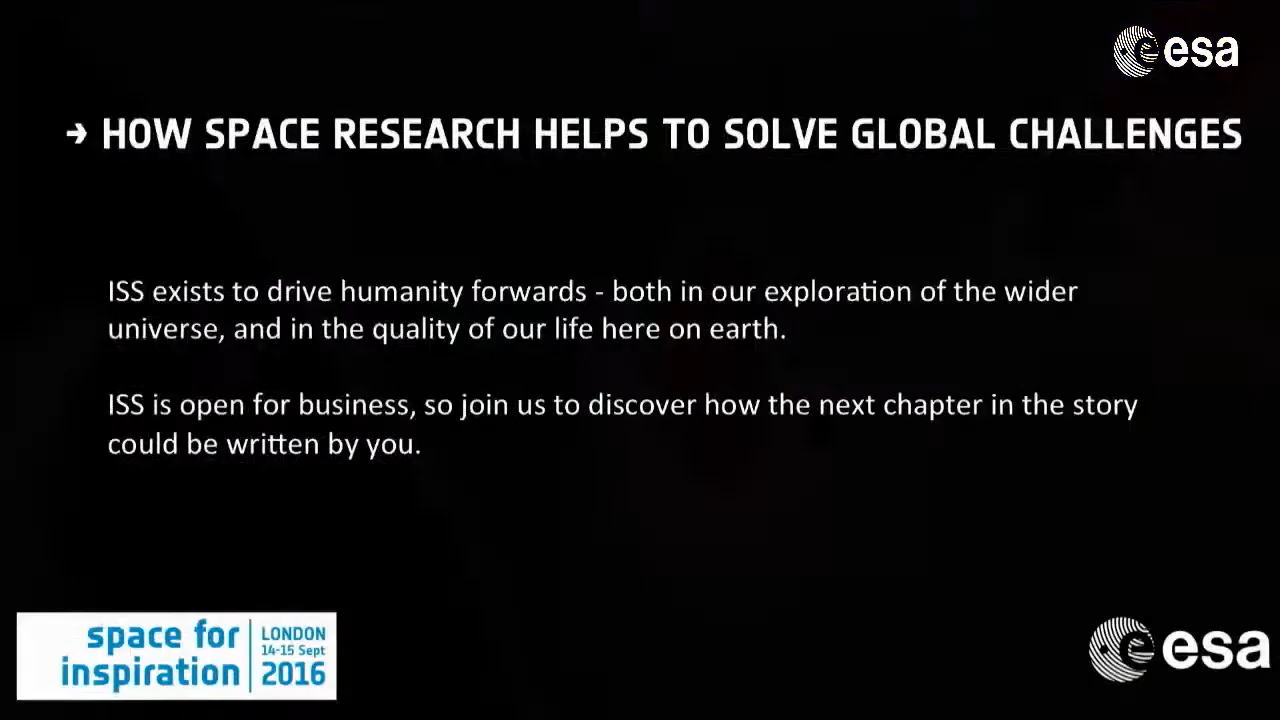 esa
→ HOW SPACE RESEARCH HELPS TO SOLVE GLOBAL CHALLENGES
ISS exists to drive humanity forwards - both in our exploration of the wider
universe, and in the quality of our life here on earth.
ISS is open for business, so join us to discover how the next chapter in the story
could be written by you.
space for
inspiration
LONDON
14-15 Sept
2016
esa